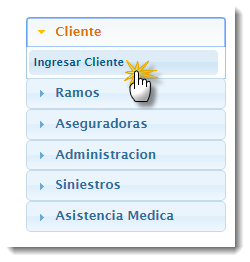 Cliente
Ingresar Cliente
Ramos
Aseguradoras
Administracion
Siniestros
Asistencia Medica